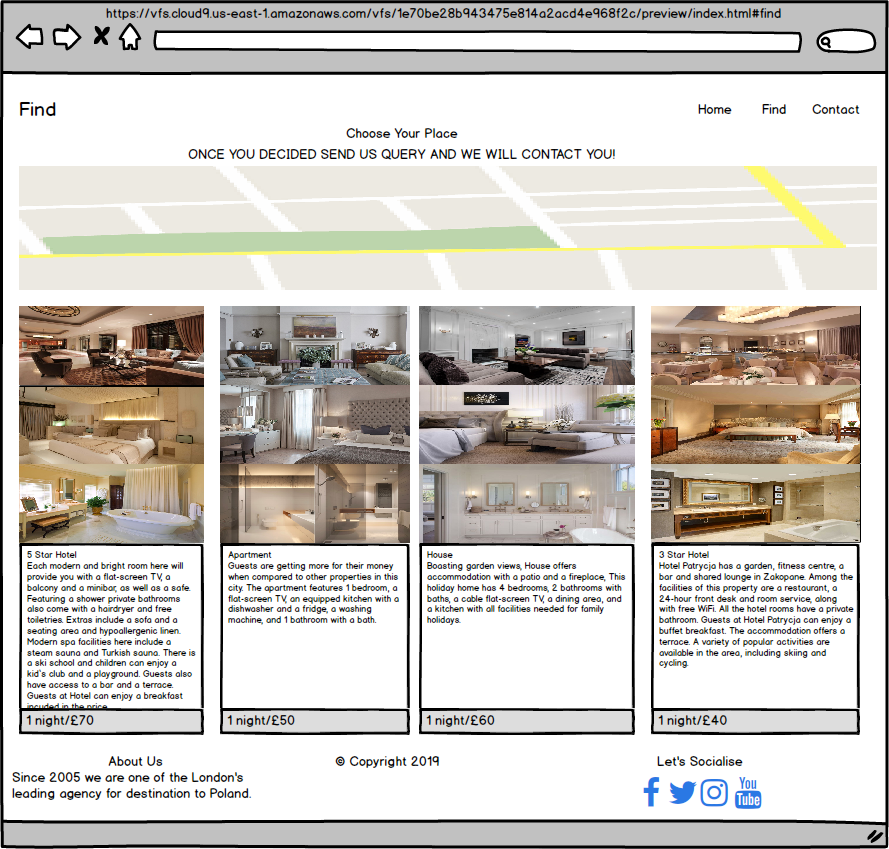 https://vfs.cloud9.us-east-1.amazonaws.com/vfs/1e70be28b943475e814a2acd4e968f2c/preview/index.html#find
Find
Home Find Contact
Choose Your Place
ONCE YOU DECIDED SEND US QUERY AND WE WILL CONTACT YOU!
5 Star Hotel
Each modern and bright room here will
provide you with a flat-screen TV, a
balcony and a minibar, as well as a safe.
Featuring a shower private bathrooms
also come with a hairdryer and free
toiletries. Extras include a sofa and a
seating area and hypoallergenic linen.
Modern spa facilities here include a
steam sauna and Turkish sauna. There is
a ski school and children can enjoy a
kid's club and a playground. Guests also
have access to a bar and a terrace.
Guests at Hotel can enjoy a breakfast
incuded in the price
1 night/£70
Apartment
Guests are getting more for their money
when compared to other properties in this
city. The apartment features 1 bedroom, a
flat-screen TV, an equipped kitchen with a
dishwasher and a fridge, a washing
machine, and 1 bathroom with a bath.
1 night/£50
House
Boasting garden views, House offers
accommodation with a patio and a fireplace, This
holiday home has 4 bedrooms, 2 bathrooms with
baths, a cable flat-screen TV, a dining area, and
a kitchen with all facilities needed for family
holidays.
1 night/£60
3 Star Hotel
Hotel Patrycja has a garden, fitness centre, a
bar and shared lounge in Zakopane. Among the
facilities of this property are a restaurant, a
24-hour front desk and room service, along
with free WiFi. All the hotel rooms have a private
bathroom. Guests at Hotel Patrycja can enjoy a
buffet breakfast. The accommodation offers a
terrace. A variety of popular activities are
available in the area, including skiing and
cycling.
1 night/£40
About Us
Since 2005 we are one of the London's
leading agency for destination to Poland.
© Copyright 2019
Let's Socialise
You
Tube